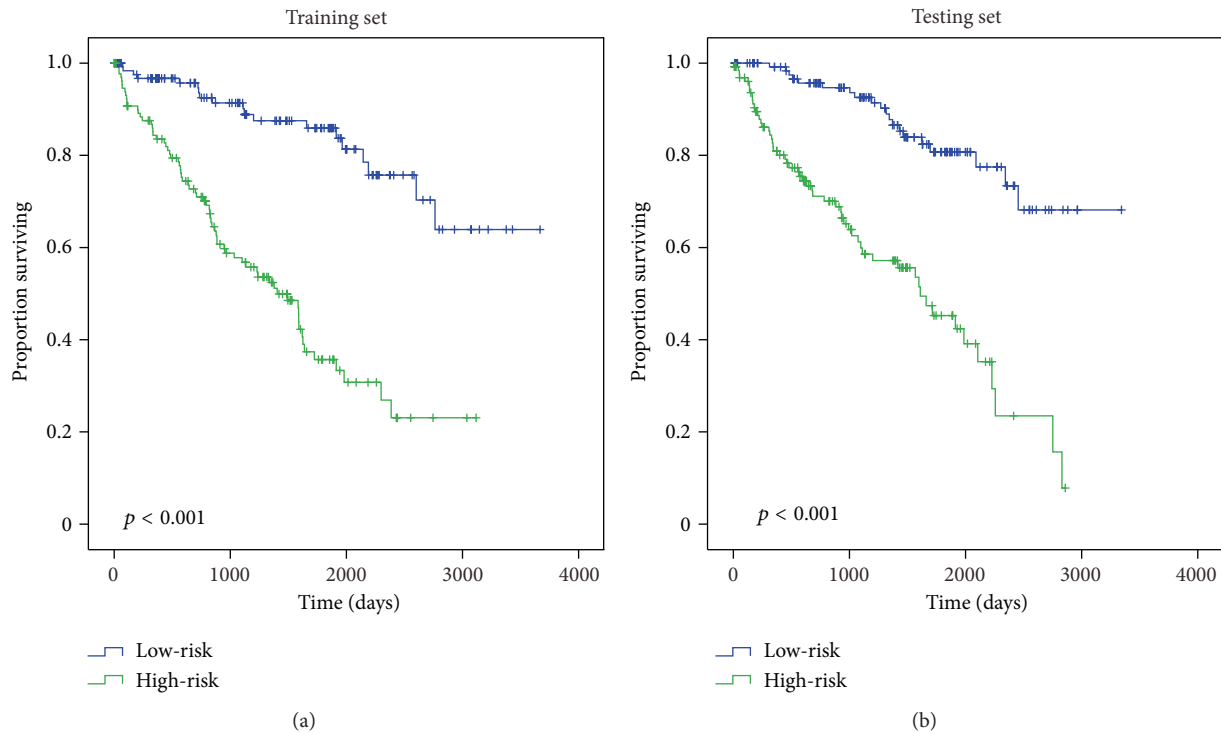 Training set
1.0
0.8
0.6
0.4
0.2
0
Proportion surviving
p < 0.001
0 1000 2000 3000 4000
Time (days)
Low-risk
High-risk
(a)
Testing set
1.0
0.8
0.6
0.4
0.2
0
Proportion surviving
p < 0.001
0 1000 2000 3000 4000
Time (days)
Low-risk
High-risk
(b)